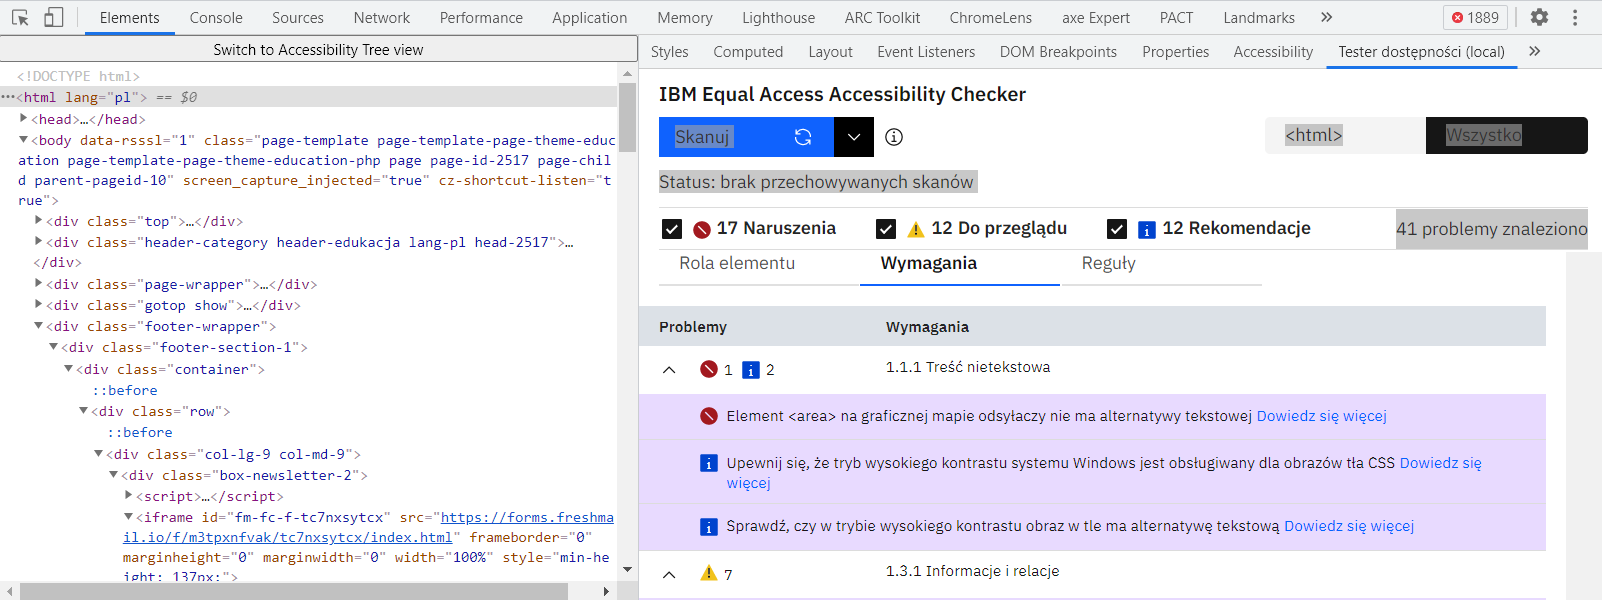 Elements Console Sources Network Performance Application Memory Lighthouse ARC Toolkit ChromeLens axe Expert PACT Landmarks » 1889
Switch to Accessibility Tree view
<!DOCTYPE html>
···<html lang="pl"> == $0
<head>…</head>
<body data-rsssl="1" class="page-template page-template-page-theme-educ
ation page-template-page-theme-education-php page page-id-2517 page-chil
d parent-pageid-10" screen_capture_injected="true" cz-shortcut-listen="t
rue">
<div class="top">…</div>
<div class="header-category header-edukacja lang-pl head-2517">…
</div>
<div class="page-wrapper">…</div>
<div class="gotop show">…</div>
<div class="footer-wrapper">
<div class="footer-section-1">
<div class="container">
::before
<div class="row">
::before
<div class="col-lg-9 col-md-9">
<div class="box-newsletter-2">
<script>…</script>
<iframe id="fm-fc-f-tc7nxsytcx" src="https://forms.freshma
il.io/f/m3tpxnfvak/tc7nxsytcx/index.html" frameborder="0"
marginheight="0" marginwidth="0" width="100%" style="min-he
ight: 137px;">
Styles Computed Layout Event Listeners DOM Breakpoints Properties Accessibility Tester dostępności (local) »
IBM Equal Access Accessibility Checker
Skanuj <html> Wszystko
Status: brak przechowywanych skanów
17 Naruszenia 12 Do przeglądu 12 Rekomendacje 41 problemy znaleziono
Rola elementu Wymagania Reguły
Problemy Wymagania
1 2 1.1.1 Treść nietekstowa
Element <area> na graficznej mapie odsyłaczy nie ma alternatywy tekstowej Dowiedz się więcej
Upewnij się, że tryb wysokiego kontrastu systemu Windows jest obsługiwany dla obrazów tła CSS Dowiedz się
więcej
Sprawdź, czy w trybie wysokiego kontrastu obraz w tle ma alternatywę tekstową Dowiedz się więcej
7 1.3.1 Informacje i relacje